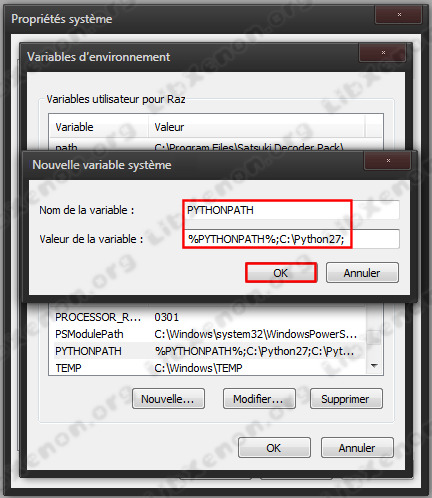 Propriétés système
Variables d'environnement
Variables utilisateur pour Raz
Variable Valeur
path C:\Program Files\Satsuki Decoder Pack\
Nouvelle variable système
Nom de la variable : PYTHONPATH
Valeur de la variable : %PYTHONPATH%;C:\Python27;
OK Annuler
PROCESSOR_R... 0301
PSModulePath C:\Windows\system32\WindowsPowerS...
PYTHONPATH %PYTHONPATH%;C:\Python27;C:\Pyt...
TEMP C:\Windows\TEMP
Nouvelle... Modifier... Supprimer
OK Annuler
LibXenon.org